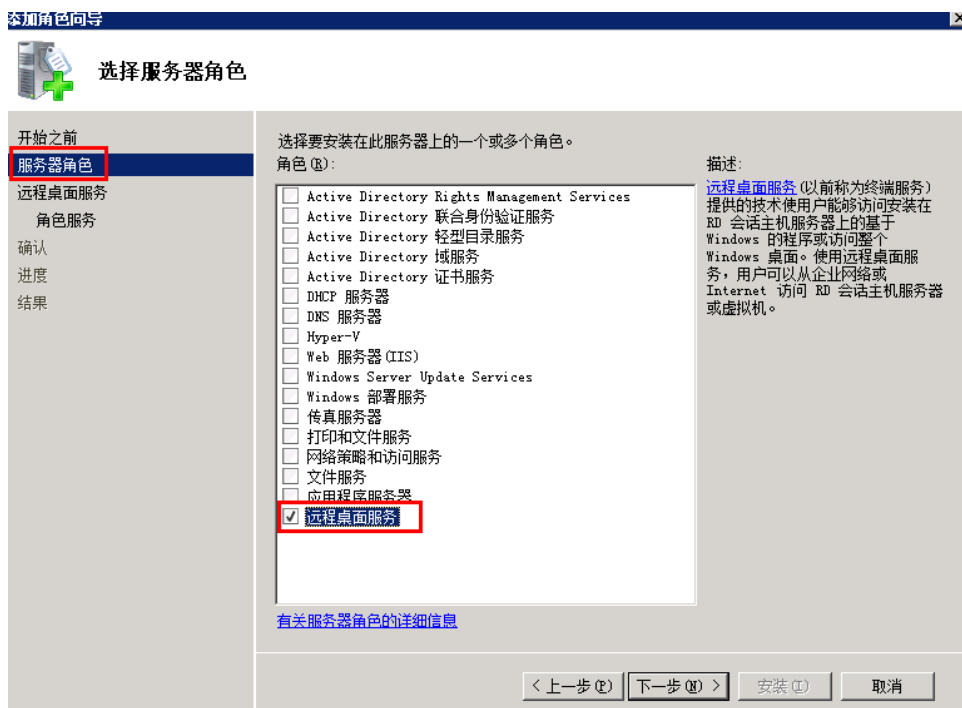 添加角色向导
选择服务器角色
开始之前
服务器角色
远程桌面服务
角色服务
确认
进度
结果
选择要安装在此服务器上的一个或多个角色。
角色(R):
Active Directory Rights Management Services
Active Directory 联合身份验证服务
Active Directory 轻型目录服务
Active Directory 域服务
Active Directory 证书服务
DHCP 服务器
DNS 服务器
Hyper-V
Web 服务器(IIS)
Windows Server Update Services
Windows 部署服务
传真服务器
打印和文件服务
网络策略和访问服务
文件服务
应用程序服务器
远程桌面服务
有关服务器角色的详细信息
描述:
远程桌面服务(以前称为终端服务)
提供的技术使用户能够访问安装在
RD 会话主机服务器上的基于
Windows 的程序或访问整个
Windows 桌面。使用远程桌面服
务，用户可以从企业网络或
Internet 访问 RD 会话主机服务器
或虚拟机。
< 上一步(P)
下一步(N) >
安装(I)
取消